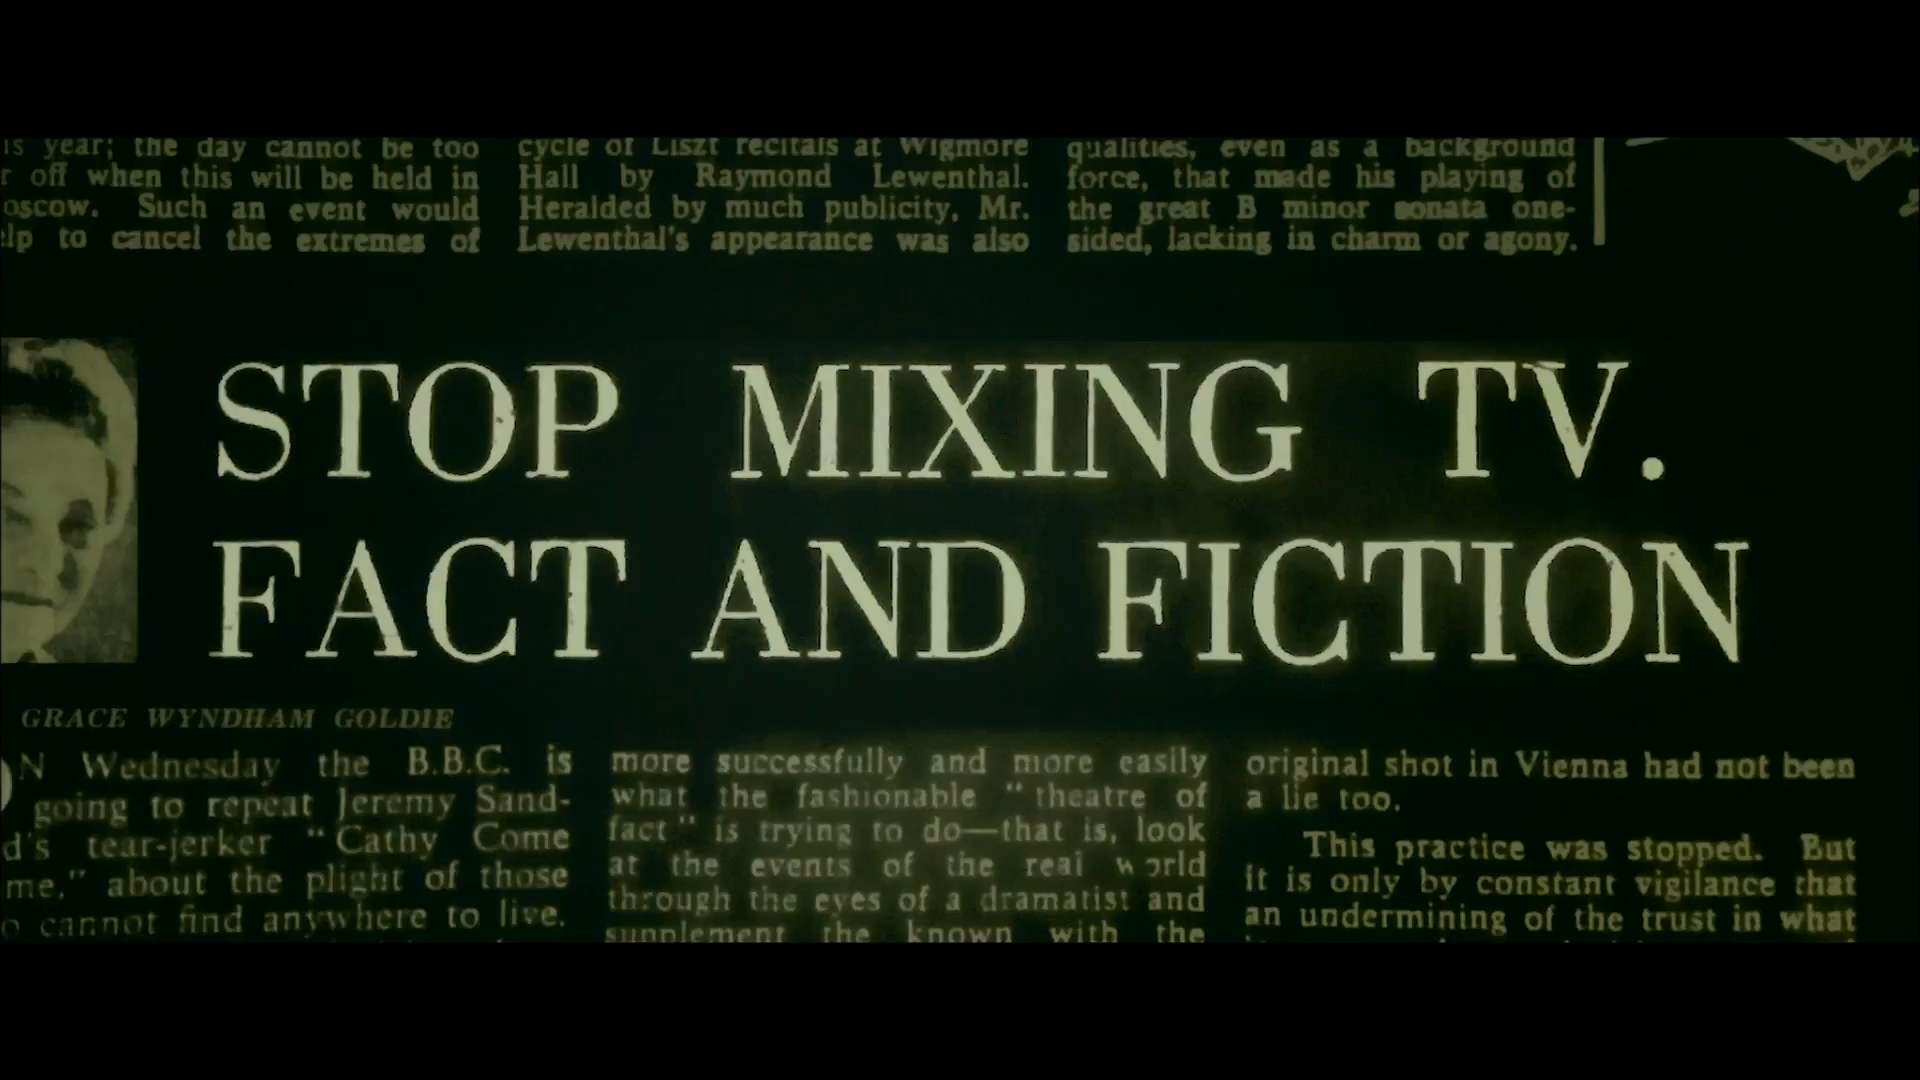 is year; the day cannot be too
r off when this will be held in
oscow. Such an event would
elp to cancel the extremes of
cycle of Liszt recitals at Wigmore
Hall by Raymond Lewenthal.
Heralded by much publicity, Mr.
Lewenthal's appearance was also
qualities, even as a background
force, that made his playing of
the great B minor sonata one-
sided, lacking in charm or agony.
STOP MIXING TV.
FACT AND FICTION
GRACE WYNDHAM GOLDIE
ON Wednesday the B.B.C. is
going to repeat Jeremy Sand-
d's tear-jerker "Cathy Come
me," about the plight of those
o cannot find anywhere to live.
more successfully and more easily
what the fashionable "theatre of
fact" is trying to do—that is, look
at the events of the real world
through the eyes of a dramatist and
supplement the known with the
original shot in Vienna had not been
a lie too.
This practice was stopped. But
it is only by constant vigilance that
an undermining of the trust in what